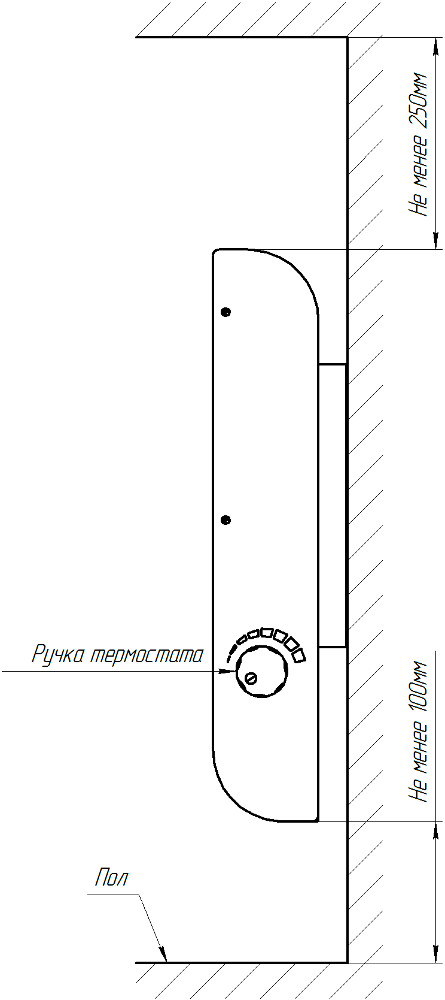 Не менее 250мм
Ручка термостата
Не менее 100мм
Пол